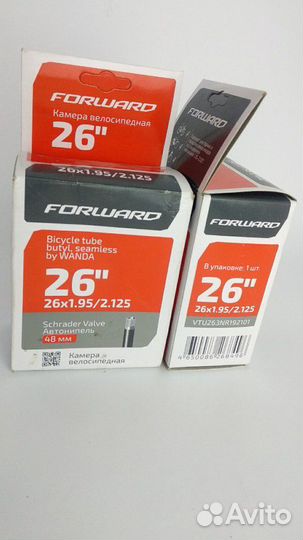 FORWARD
Камера велосипедная
26"
26x1.95/2.125
FORWARD
Bicycle tube
butyl, seamless
by WANDA
26"
26x1.95/2.125
Schrader Valve
Автонипель
48 мм
Камера
велосипедная
FORWARD
В упаковке: 1 шт.
26"
26x1.95/2.125
VTU263NR192101
Avito